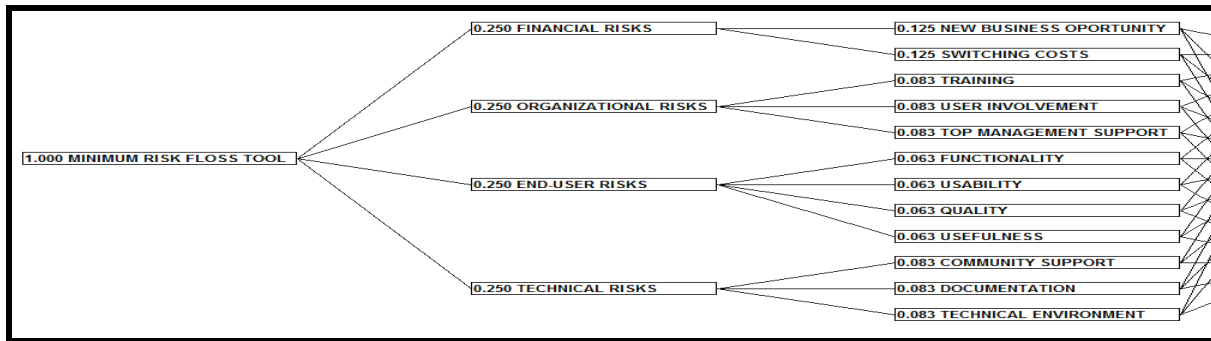 0.250 FINANCIAL RISKS
0.125 NEW BUSINESS OPORTUNITY
0.125 SWITCHING COSTS
0.083 TRAINING
0.250 ORGANIZATIONAL RISKS
0.083 USER INVOLVEMENT
0.083 TOP MANAGEMENT SUPPORT
1.000 MINIMUM RISK FLOSS TOOL
0.063 FUNCTIONALITY
0.250 END-USER RISKS
0.063 USABILITY
0.063 QUALITY
0.063 USEFULNESS
0.083 COMMUNITY SUPPORT
0.250 TECHNICAL RISKS
0.083 DOCUMENTATION
0.083 TECHNICAL ENVIRONMENT